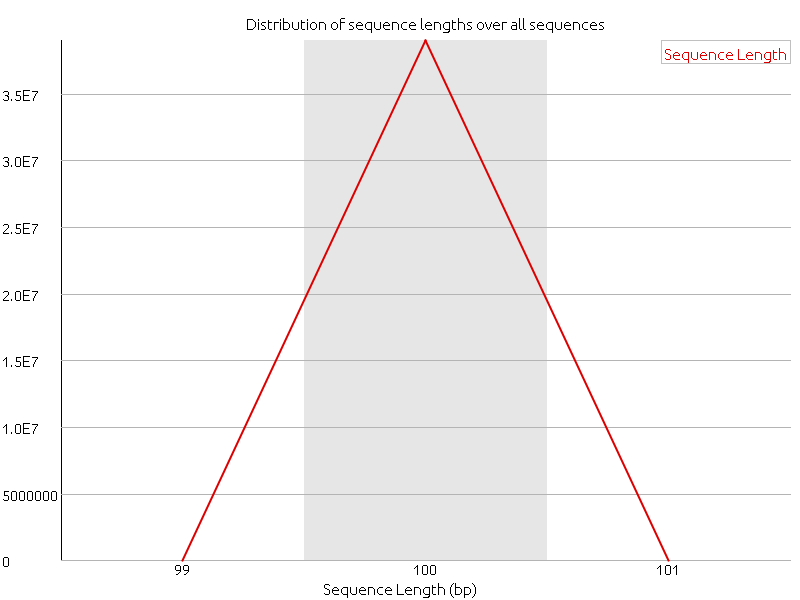 Distribution of sequence lengths over all sequences
Sequence Length
3.5E7
3.0E7
2.5E7
2.0E7
1.5E7
1.0E7
5000000
0
99 100 101
Sequence Length (bp)